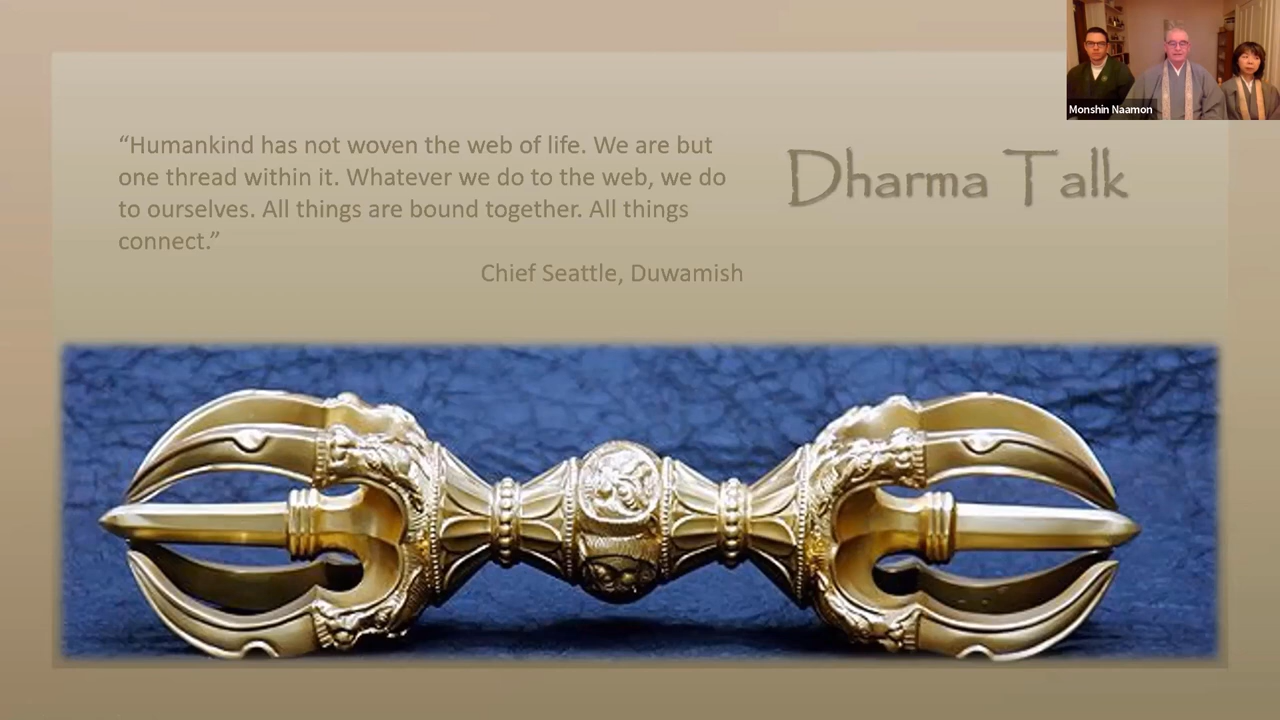 “Humankind has not woven the web of life. We are but
one thread within it. Whatever we do to the web, we do
to ourselves. All things are bound together. All things
connect.”
Chief Seattle, Duwamish
Dharma Talk
Monshin Naamon